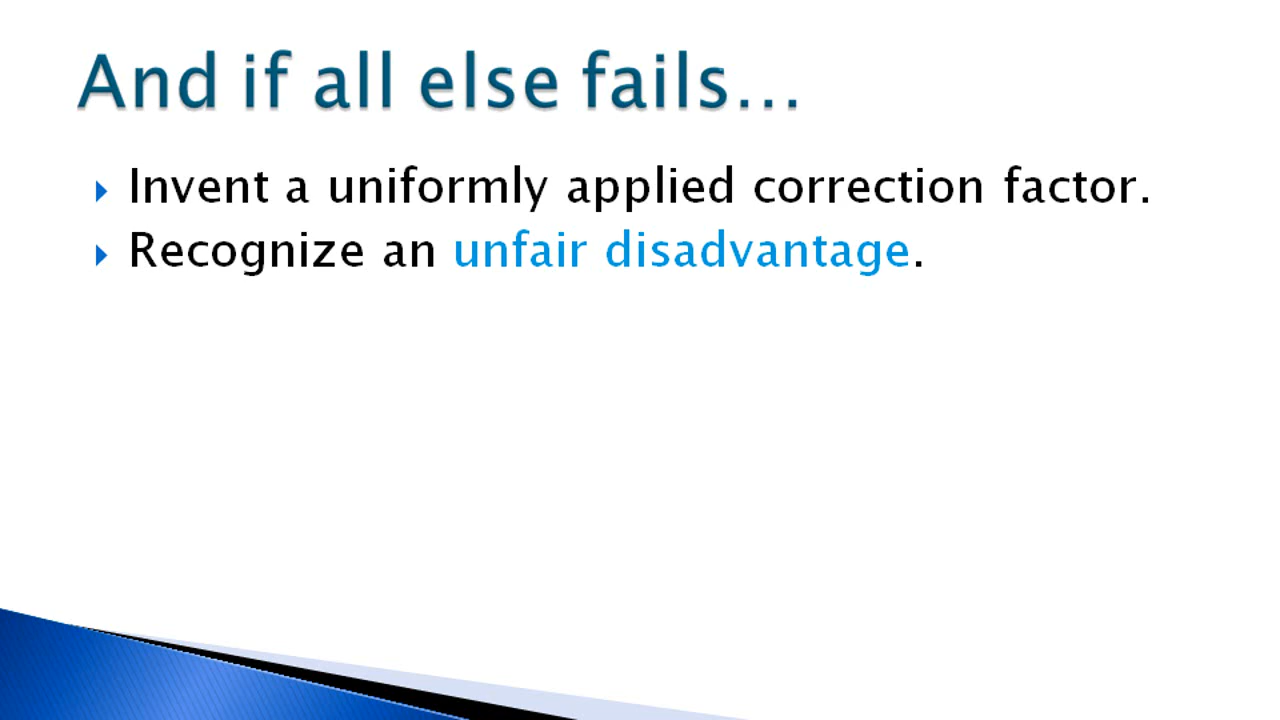 And if all else fails…
Invent a uniformly applied correction factor.
Recognize an unfair disadvantage.